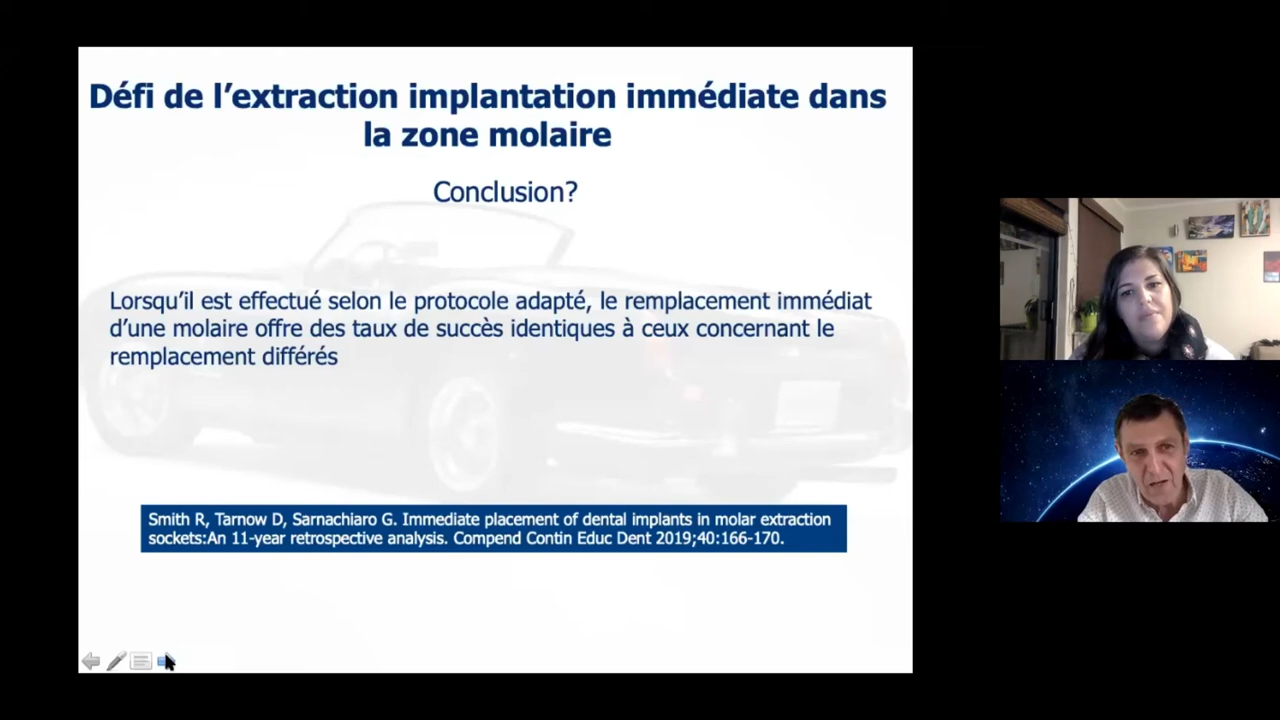 Défi de l’extraction implantation immédiate dans
la zone molaire
Conclusion?
Lorsqu’il est effectué selon le protocole adapté, le remplacement immédiat
d’une molaire offre des taux de succès identiques à ceux concernant le
remplacement différés
Smith R, Tarnow D, Sarnachiaro G. Immediate placement of dental implants in molar extraction
sockets:An 11-year retrospective analysis. Compend Contin Educ Dent 2019;40:166-170.